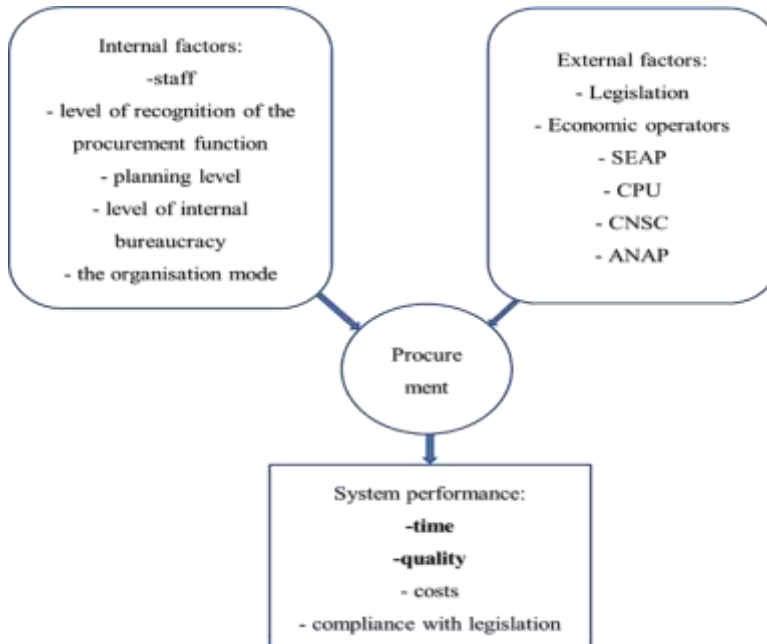 Internal factors:
-staff
- level of recognition of the
procurement function
- planning level
- level of internal
bureaucracy
- the organisation mode
External factors:
- Legislation
- Economic operators
- SEAP
- CPU
- CNSC
- ANAP
Procure
ment
System performance:
-time
-quality
- costs
- compliance with legislation